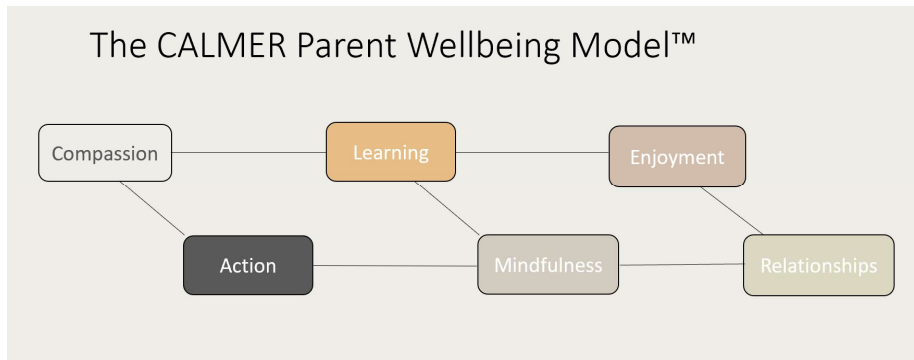 The CALMER Parent Wellbeing Model™
Compassion
Learning
Enjoyment
Action
Mindfulness
Relationships